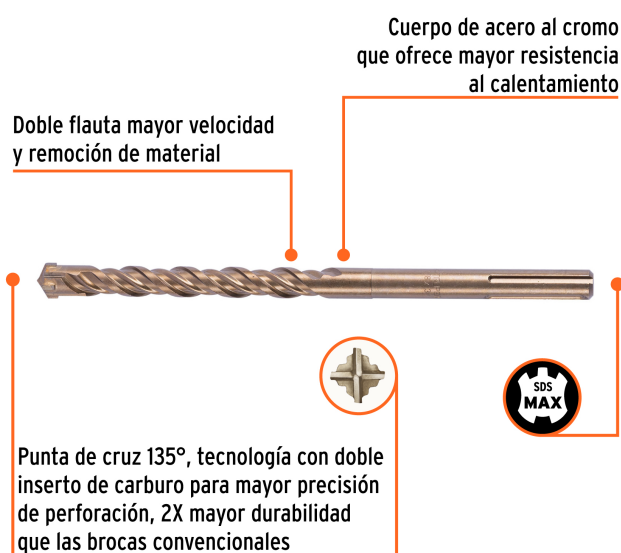 Cuerpo de acero al cromo
que ofrece mayor resistencia
al calentamiento
Doble flauta mayor velocidad
y remoción de material
SDS
MAX
Punta de cruz 135°, tecnología con doble
inserto de carburo para mayor precisión
de perforación, 2X mayor durabilidad
que las brocas convencionales